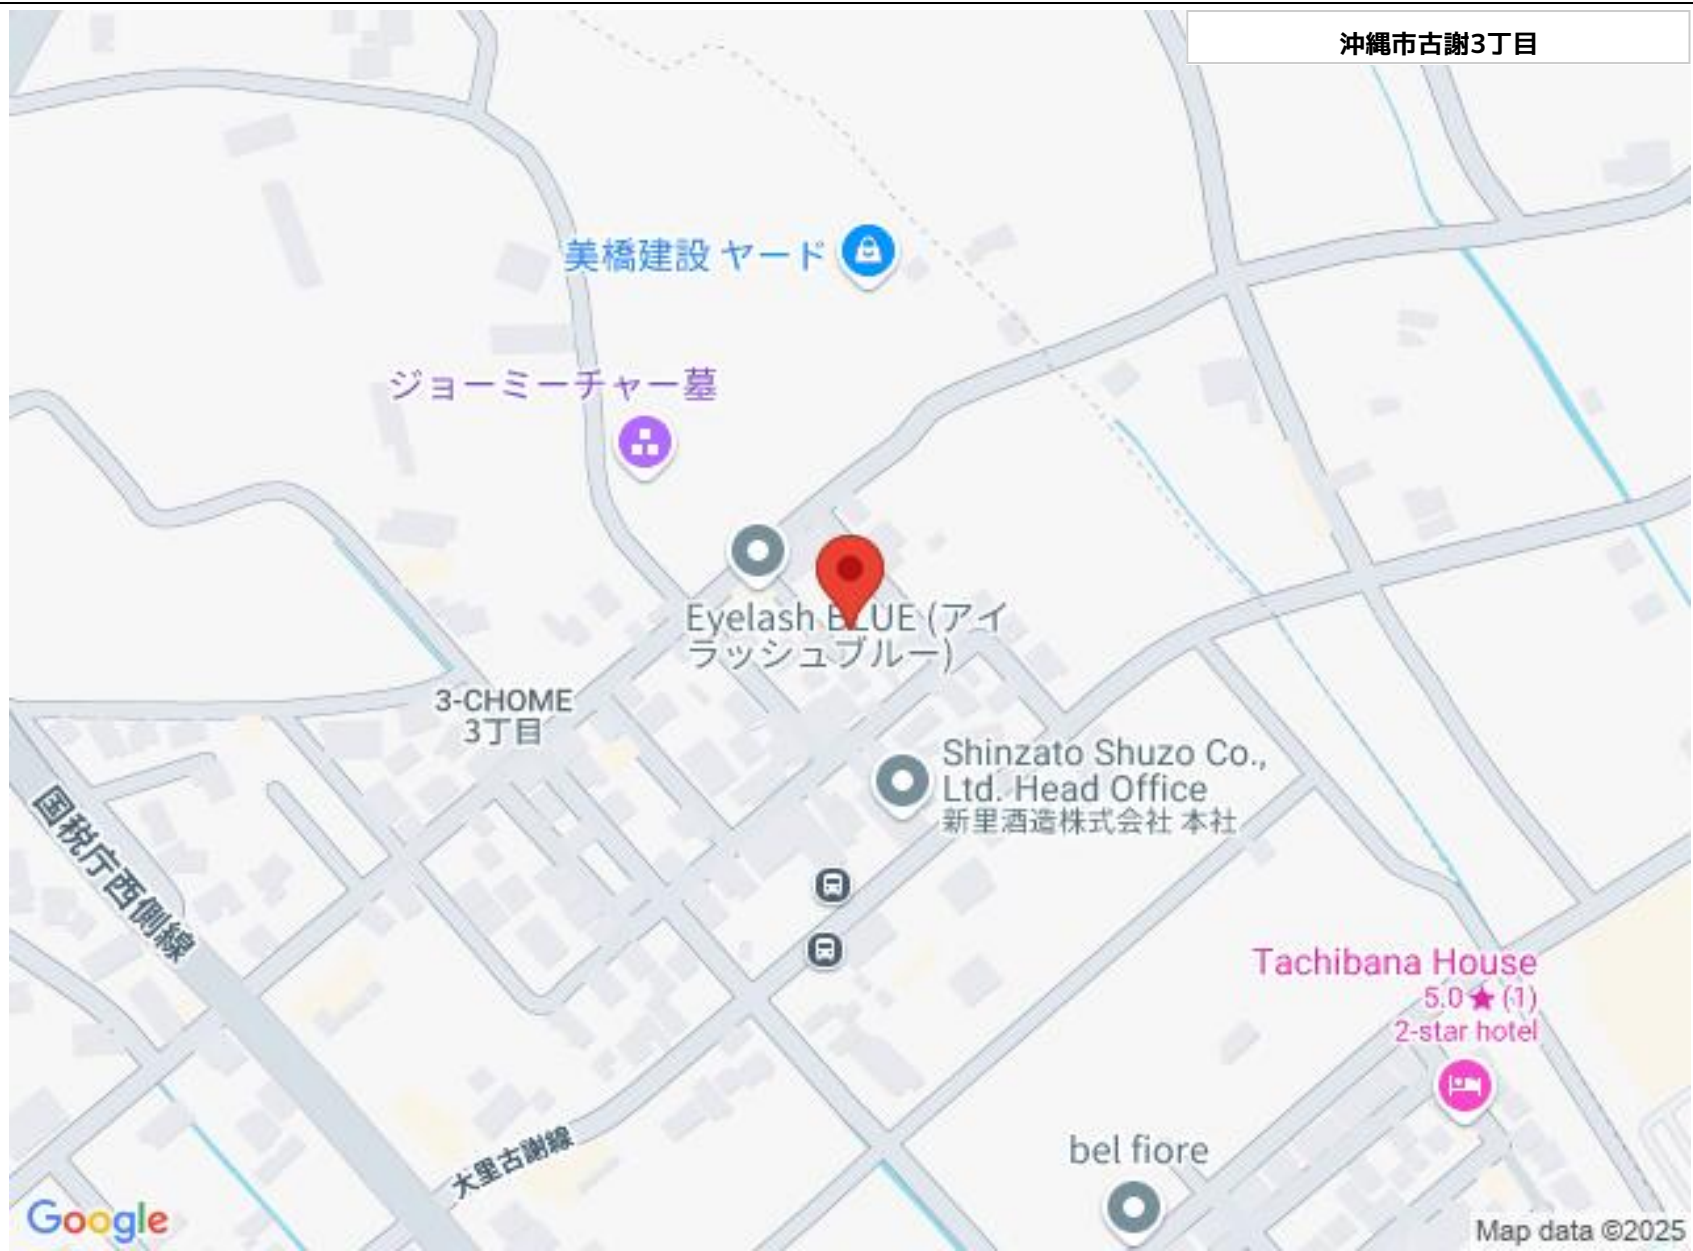 沖縄市古謝3丁目
美橋建設 ヤード
ジョーミーチャー墓
Eyelash BLUE (アイ
ラッシュブルー)
3-CHOME
3丁目
Shinzato Shuzo Co.,
Ltd. Head Office
新里酒造株式会社 本社
国税庁西側線
Tachibana House
5.0★(1)
2-star hotel
大里古謝線
bel fiore
Google
Map data ©2025